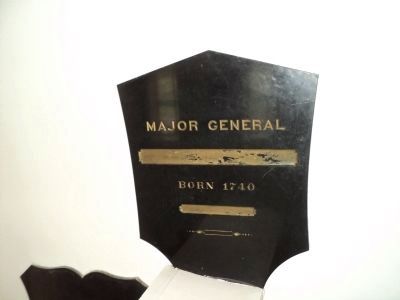 MAJOR GENERAL
BORN 1740